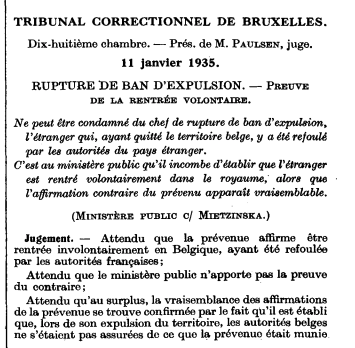 TRIBUNAL CORRECTIONNEL DE BRUXELLES.
Dix-huitième chambre. — Prés. de M. PAULSEN, juge.
11 janvier 1935.
RUPTURE DE BAN D'EXPULSION. — PREUVE
DE LA RENTRÉE VOLONTAIRE.
Ne peut être condamné du chef de rupture de ban d'expulsion,
l'étranger qui, ayant quitté le territoire belge, y a été refoulé
par les autorités du pays étranger.
C'est au ministère public qu'il incombe d'établir que l'étranger
est rentré volontairement dans le royaume, alors que
l'affirmation contraire du prévenu apparaît vraisemblable.
(MINISTÈRE PUBLIC C/ MIETZINSKA.)
Jugement. — Attendu que la prévenue affirme être
rentrée involontairement en Belgique, ayant été refoulée
par les autorités françaises;
Attendu que le ministère public n'apporte pas la preuve
du contraire;
Attendu qu'au surplus, la vraisemblance des affirmations
de la prévenue se trouve confirmée par le fait qu'il est établi
que, lors de son expulsion du territoire, les autorités belges
ne s'étaient pas assurées de ce que la prévenue était munie